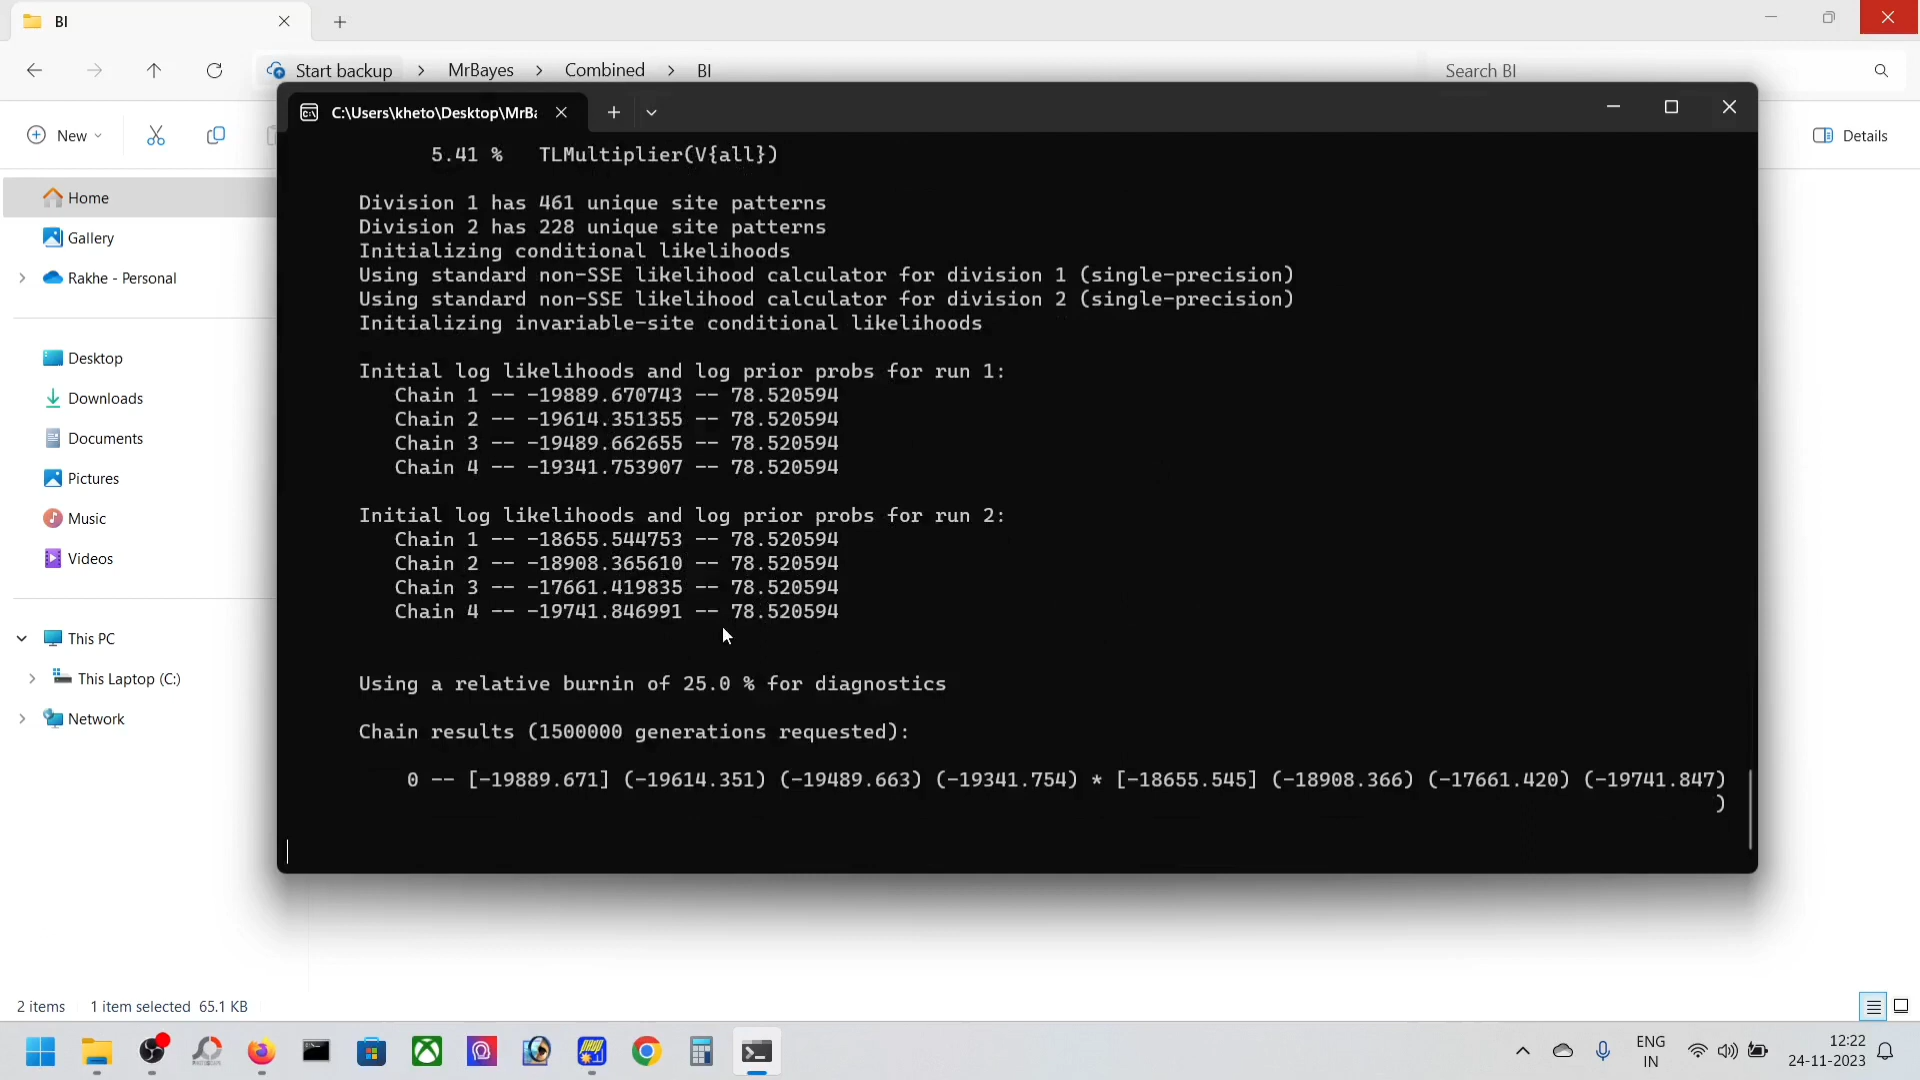 BI
Start backup > MrBayes > Combined > BI
Search BI
New
Details
Home
Gallery
Rakhe - Personal
Desktop
Downloads
Documents
Pictures
Music
Videos
This PC
This Laptop (C:)
Network
C:\Users\kheto\Desktop\MrBa
5.41 % TLMultiplier(V{all})
Division 1 has 461 unique site patterns
Division 2 has 228 unique site patterns
Initializing conditional likelihoods
Using standard non-SSE likelihood calculator for division 1 (single-precision)
Using standard non-SSE likelihood calculator for division 2 (single-precision)
Initializing invariable-site conditional likelihoods
Initial log likelihoods and log prior probs for run 1:
Chain 1 -- -19889.670743 -- 78.520594
Chain 2 -- -19614.351355 -- 78.520594
Chain 3 -- -19489.662655 -- 78.520594
Chain 4 -- -19341.753907 -- 78.520594
Initial log likelihoods and log prior probs for run 2:
Chain 1 -- -18655.544753 -- 78.520594
Chain 2 -- -18908.365610 -- 78.520594
Chain 3 -- -17661.419835 -- 78.520594
Chain 4 -- -19741.846991 -- 78.520594
Using a relative burnin of 25.0 % for diagnostics
Chain results (1500000 generations requested):
0 -- [-19889.671] (-19614.351) (-19489.663) (-19341.754) * [-18655.545] (-18908.366) (-17661.420) (-19741.847)
)
2 items 1 item selected 65.1 KB
ENG
IN
12:22
24-11-2023